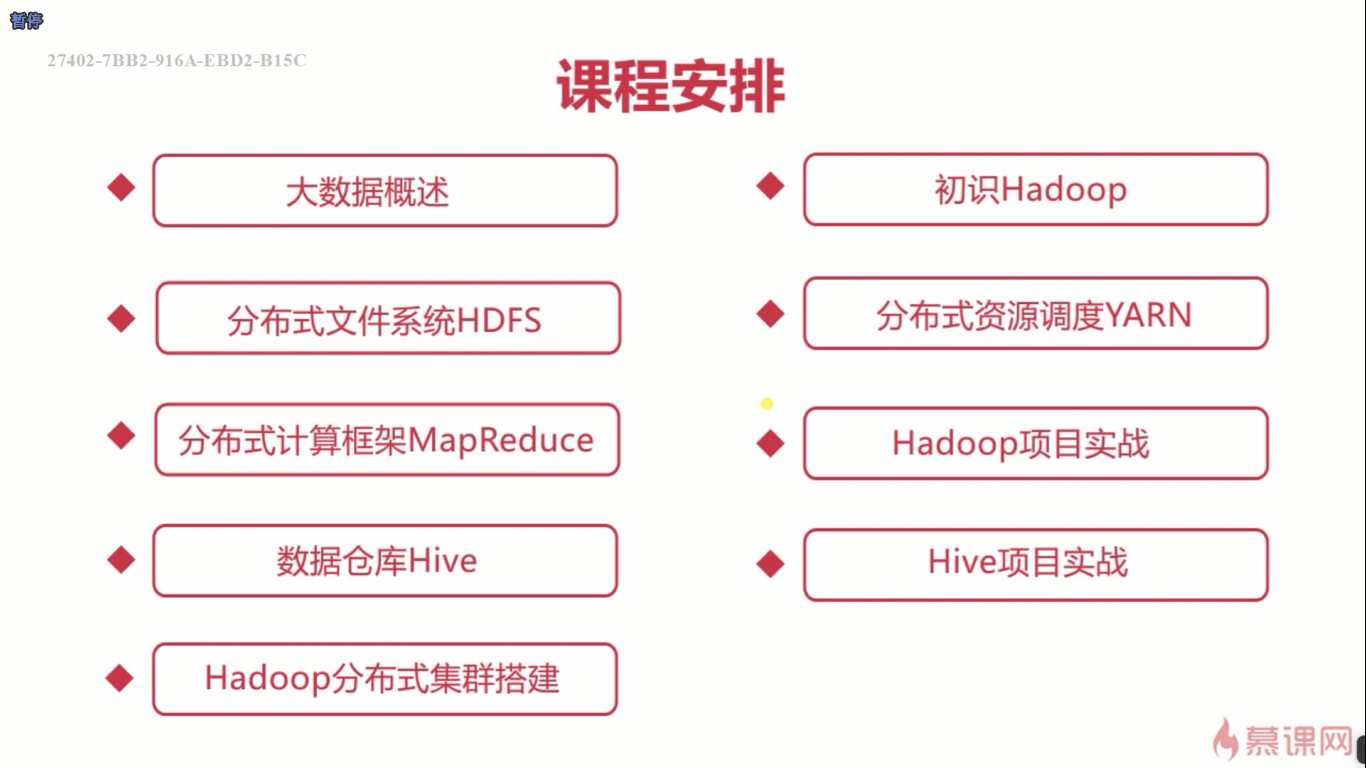 暂停
27402-7BB2-916A-EBD2-B15C
课程安排
大数据概述
初识Hadoop
分布式文件系统HDFS
分布式资源调度YARN
分布式计算框架MapReduce
Hadoop项目实战
数据仓库Hive
Hive项目实战
Hadoop分布式集群搭建
慕课网